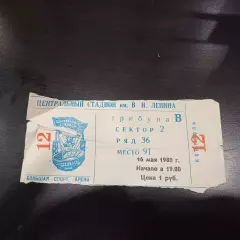 ЦЕНТРАЛЬНЫЙ СТАДИОН им. В. И. ЛЕНИНА
12
трибуна В
СЕКТОР 2
РЯД 36
МЕСТО 91
16 мая 1980 г.
Начало в 19.00
Цена 1 руб.
БОЛЬШАЯ СПОРТ. АРЕНА
12